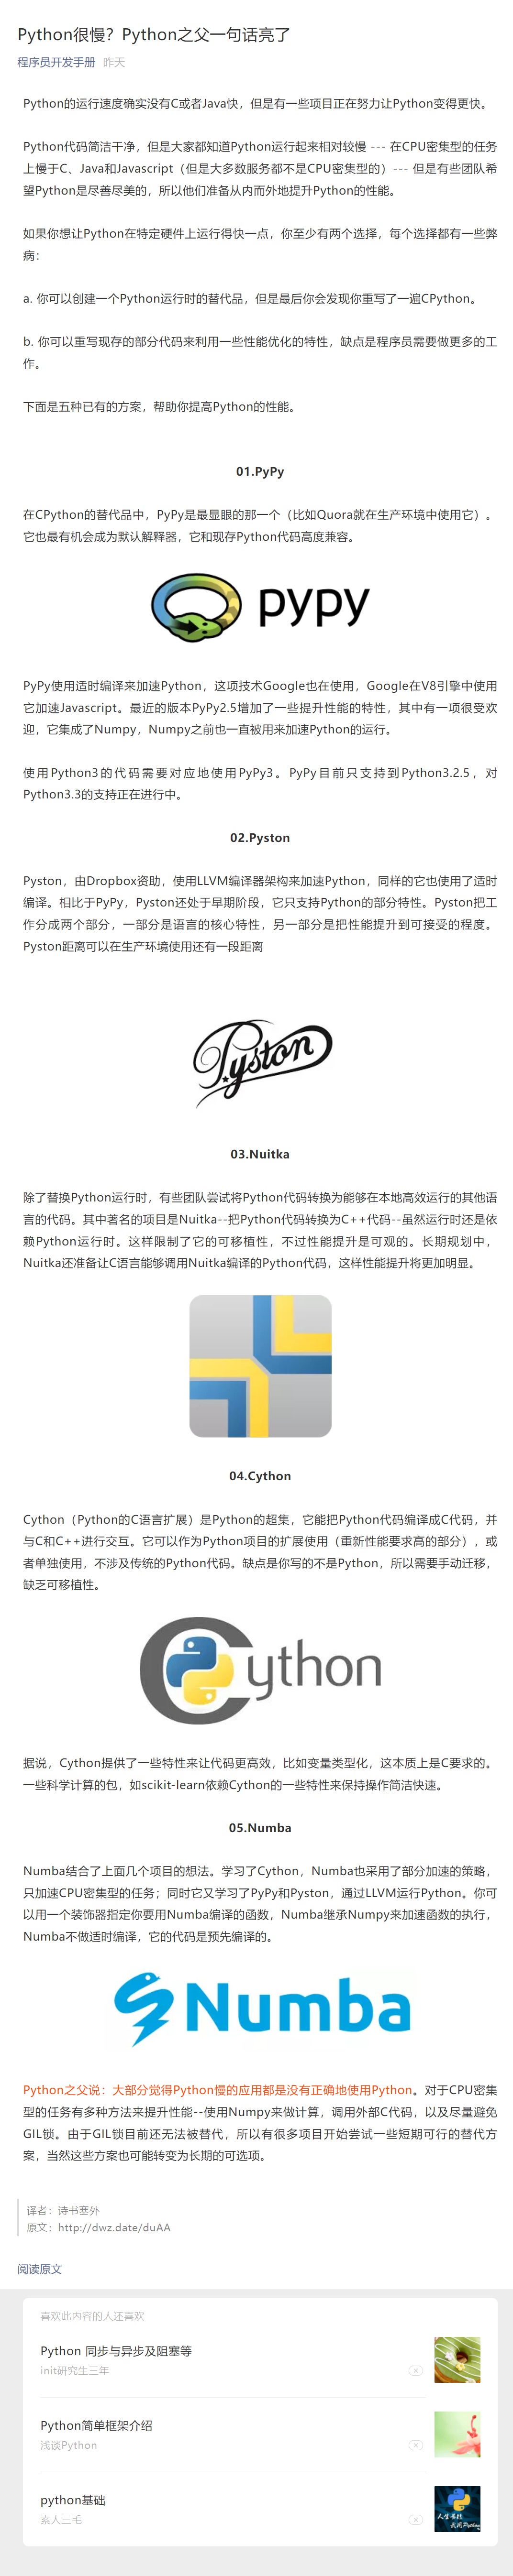 Python很慢？Python之父一句话亮了
程序员开发手册 昨天
Python的运行速度确实没有C或者Java快，但是有一些项目正在努力让Python变得更快。
Python代码简洁干净，但是大家都知道Python运行起来相对较慢 --- 在CPU密集型的任务
上慢于C、Java和Javascript（但是大多数服务都不是CPU密集型的）--- 但是有些团队希
望Python是尽善尽美的，所以他们准备从内而外地提升Python的性能。
如果你想让Python在特定硬件上运行得快一点，你至少有两个选择，每个选择都有一些弊
病：
a. 你可以创建一个Python运行时的替代品，但是最后你会发现你重写了一遍CPython。
b. 你可以重写现存的部分代码来利用一些性能优化的特性，缺点是程序员需要做更多的工
作。
下面是五种已有的方案，帮助你提高Python的性能。
01.PyPy
在CPython的替代品中，PyPy是最显眼的那一个（比如Quora就在生产环境中使用它）。
它也最有机会成为默认解释器，它和现存Python代码高度兼容。
pypy
PyPy使用适时编译来加速Python，这项技术Google也在使用，Google在V8引擎中使用
它加速Javascript。最近的版本PyPy2.5增加了一些提升性能的特性，其中有一项很受欢
迎，它集成了Numpy，Numpy之前也一直被用来加速Python的运行。
使用Python3的代码需要对应地使用PyPy3。PyPy目前只支持到Python3.2.5，对
Python3.3的支持正在进行中。
02.Pyston
Pyston，由Dropbox资助，使用LLVM编译器架构来加速Python，同样的它也使用了适时
编译。相比于PyPy，Pyston还处于早期阶段，它只支持Python的部分特性。Pyston把工
作分成两个部分，一部分是语言的核心特性，另一部分是把性能提升到可接受的程度。
Pyston距离可以在生产环境使用还有一段距离
Pyston
03.Nuitka
除了替换Python运行时，有些团队尝试将Python代码转换为能够在本地高效运行的其他语
言的代码。其中著名的项目是Nuitka--把Python代码转换为C++代码--虽然运行时还是依
赖Python运行时。这样限制了它的可移植性，不过性能提升是可观的。长期规划中，
Nuitka还准备让C语言能够调用Nuitka编译的Python代码，这样性能提升将更加明显。
04.Cython
Cython（Python的C语言扩展）是Python的超集，它能把Python代码编译成C代码，并
与C和C++进行交互。它可以作为Python项目的扩展使用（重新性能要求高的部分），或
者单独使用，不涉及传统的Python代码。缺点是你写的不是Python，所以需要手动迁移，
缺乏可移植性。
Cython
据说，Cython提供了一些特性来让代码更高效，比如变量类型化，这本质上是C要求的。
一些科学计算的包，如scikit-learn依赖Cython的一些特性来保持操作简洁快速。
05.Numba
Numba结合了上面几个项目的想法。学习了Cython，Numba也采用了部分加速的策略，
只加速CPU密集型的任务；同时它又学习了PyPy和Pyston，通过LLVM运行Python。你可
以用一个装饰器指定你要用Numba编译的函数，Numba继承Numpy来加速函数的执行，
Numba不做适时编译，它的代码是预先编译的。
Numba
Python之父说：大部分觉得Python慢的应用都是没有正确地使用Python。对于CPU密集
型的任务有多种方法来提升性能--使用Numpy来做计算，调用外部C代码，以及尽量避免
GIL锁。由于GIL锁目前还无法被替代，所以有很多项目开始尝试一些短期可行的替代方
案，当然这些方案也可能转变为长期的可选项。
译者：诗书塞外
原文：http://dwz.date/duAA
阅读原文
喜欢此内容的人还喜欢
Python 同步与异步及阻塞等
init研究生三年
Python简单框架介绍
浅谈Python
python基础
素人三毛
人生苦短
我用Python